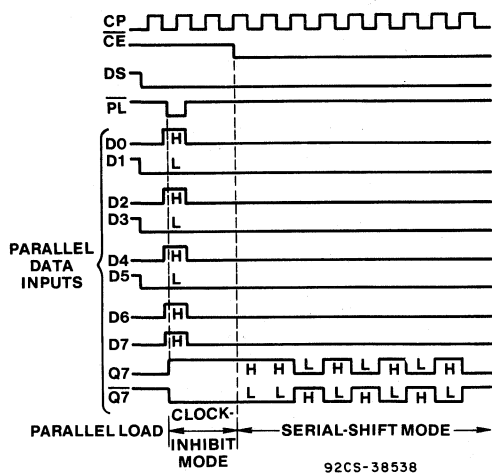 CP
CE
DS
PL
D0 H
D1 L
D2 H
D3 L
PARALLEL
DATA
INPUTS
D4 H
D5 L
D6 H
D7 H
Q7 H H L H L H L H L
Q7 L L H L H L H L H
PARALLEL LOAD
CLOCK-
INHIBIT
MODE
SERIAL-SHIFT MODE
92CS-38538